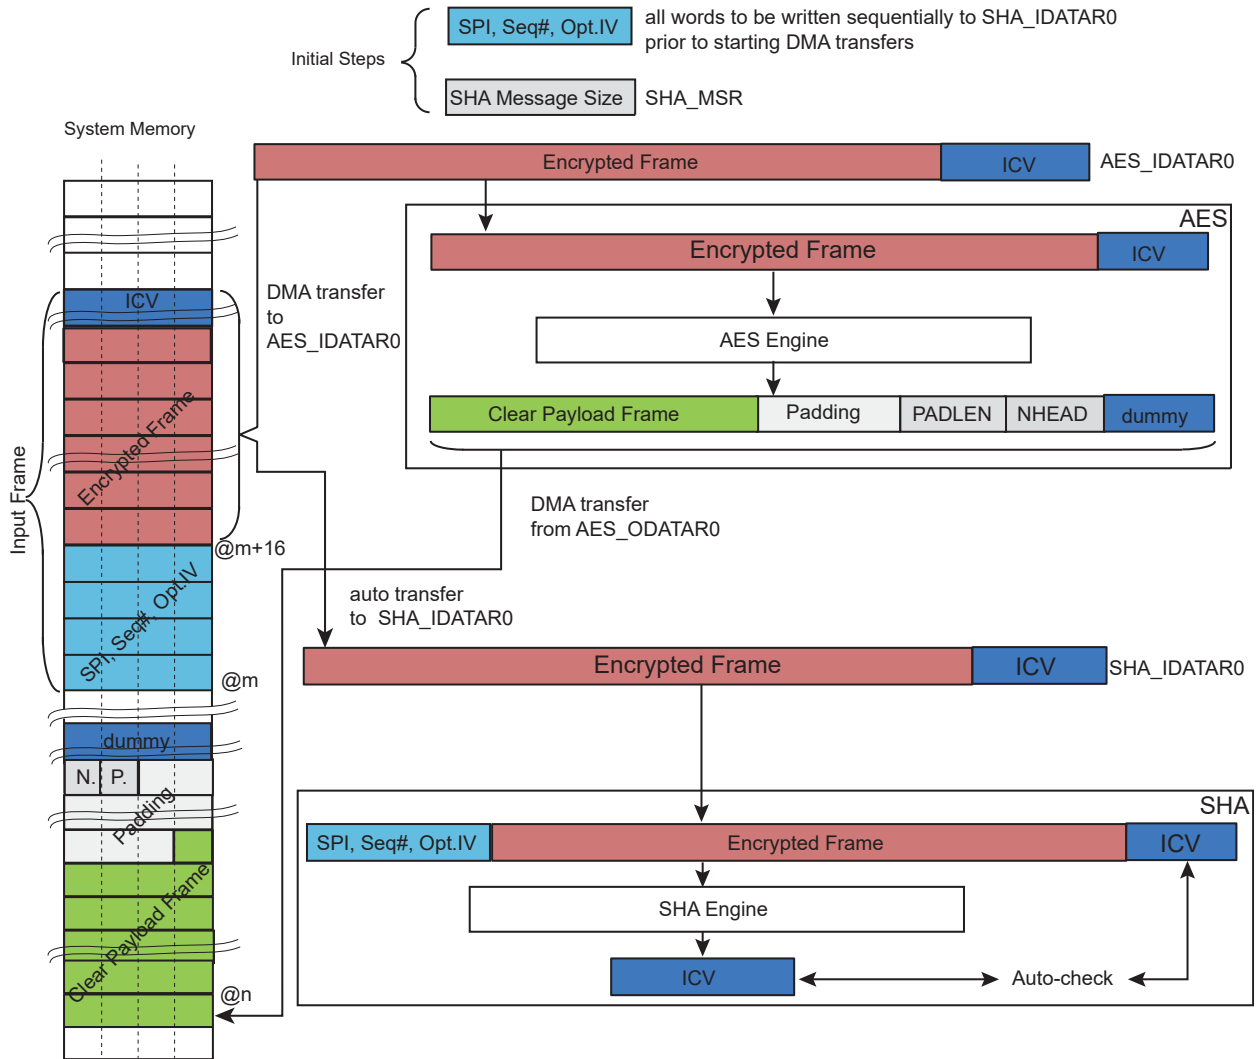 SPI, Seq#, Opt.IV
all words to be written sequentially to SHA_IDATAR0
prior to starting DMA transfers
Initial Steps
SHA Message Size
SHA_MSR
System Memory
Encrypted Frame
ICV
AES_IDATAR0
AES
Encrypted Frame
ICV
ICV
DMA transfer
to
AES_IDATAR0
AES Engine
Clear Payload Frame
Padding
PADLEN
NHEAD
dummy
Encrypted Frame
Input Frame
DMA transfer
from AES_ODATAR0
@m+16
SPI, Seq#, Opt.IV
auto transfer
to SHA_IDATAR0
@m
Encrypted Frame
ICV
SHA_IDATAR0
dummy
N.
P.
Padding
SHA
SPI, Seq#, Opt.IV
Encrypted Frame
ICV
Clear Payload Frame
SHA Engine
ICV
Auto-check
@n